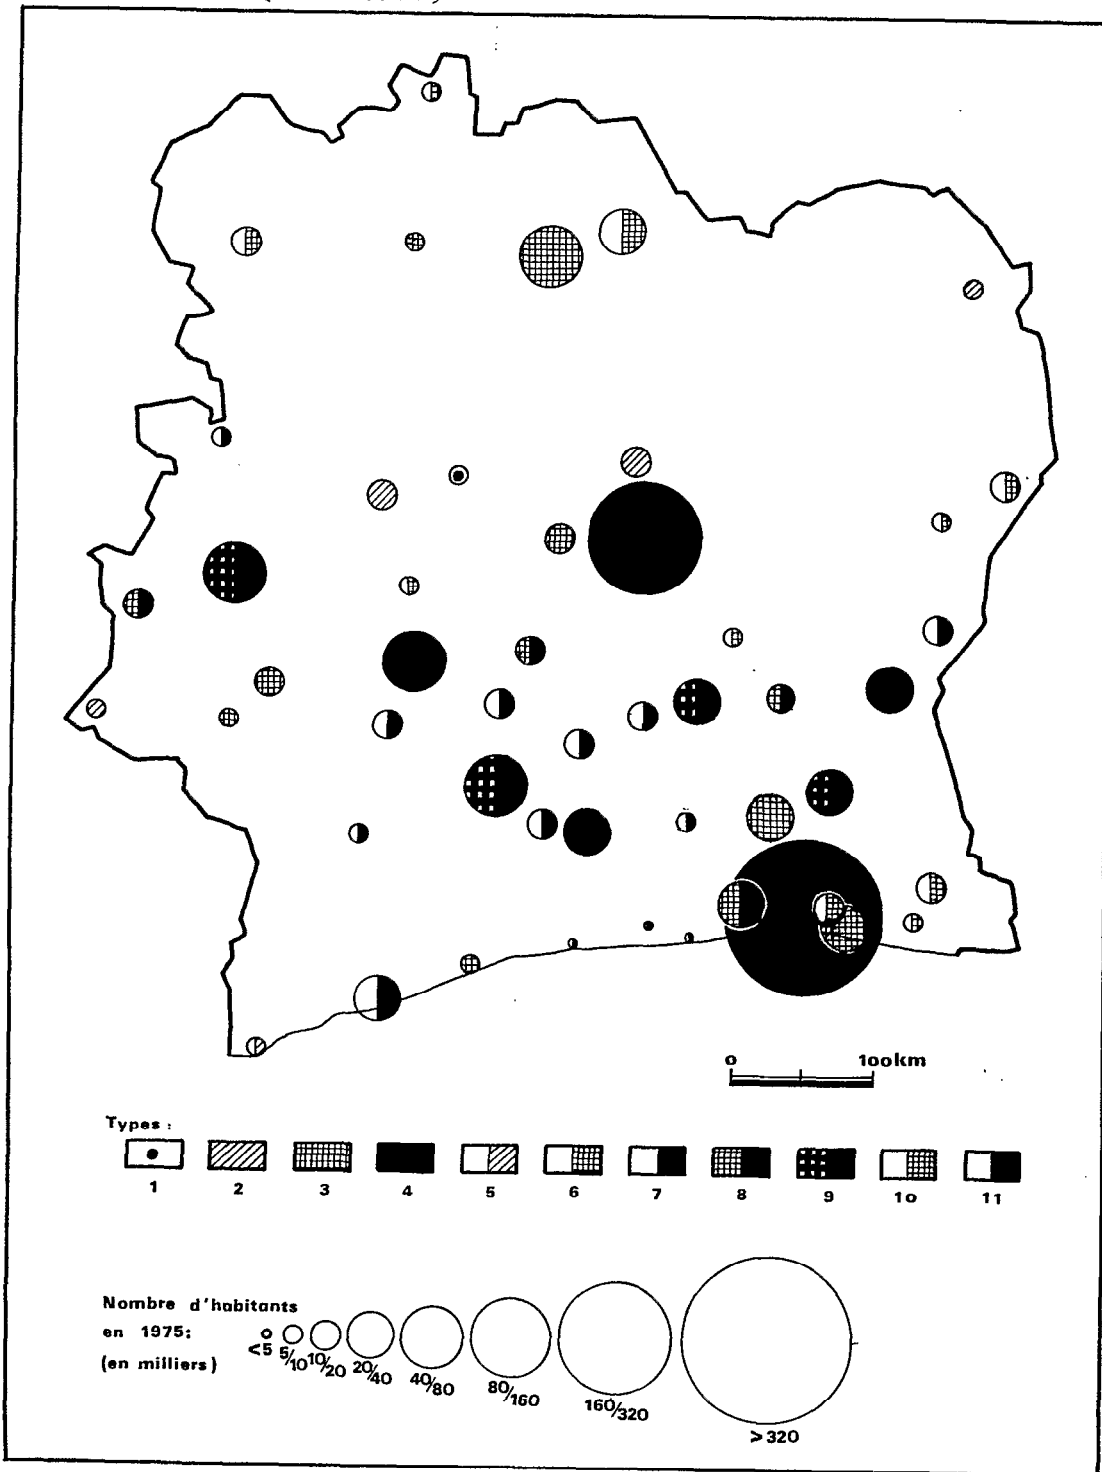 0 100km
Types :
1 2 3 4 5 6 7 8 9 10 11
Nombre d'habitants
en 1975:
(en milliers)
<5 5/10 10/20 20/40 40/80 80/160 160/320 >320